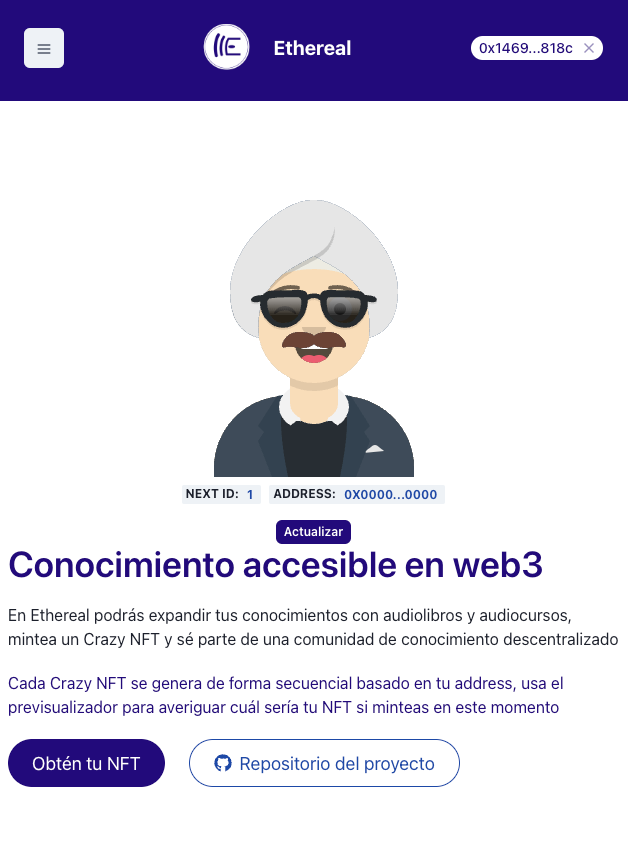 Ethereal
0x1469...818c
NEXT ID: 1 ADDRESS: 0X0000...0000
Actualizar
Conocimiento accesible en web3
En Ethereal podrás expandir tus conocimientos con audiolibros y audiocursos,
mintea un Crazy NFT y sé parte de una comunidad de conocimiento descentralizado
Cada Crazy NFT se genera de forma secuencial basado en tu address, usa el
previsualizador para averiguar cuál sería tu NFT si minteas en este momento
Obtén tu NFT
Repositorio del proyecto